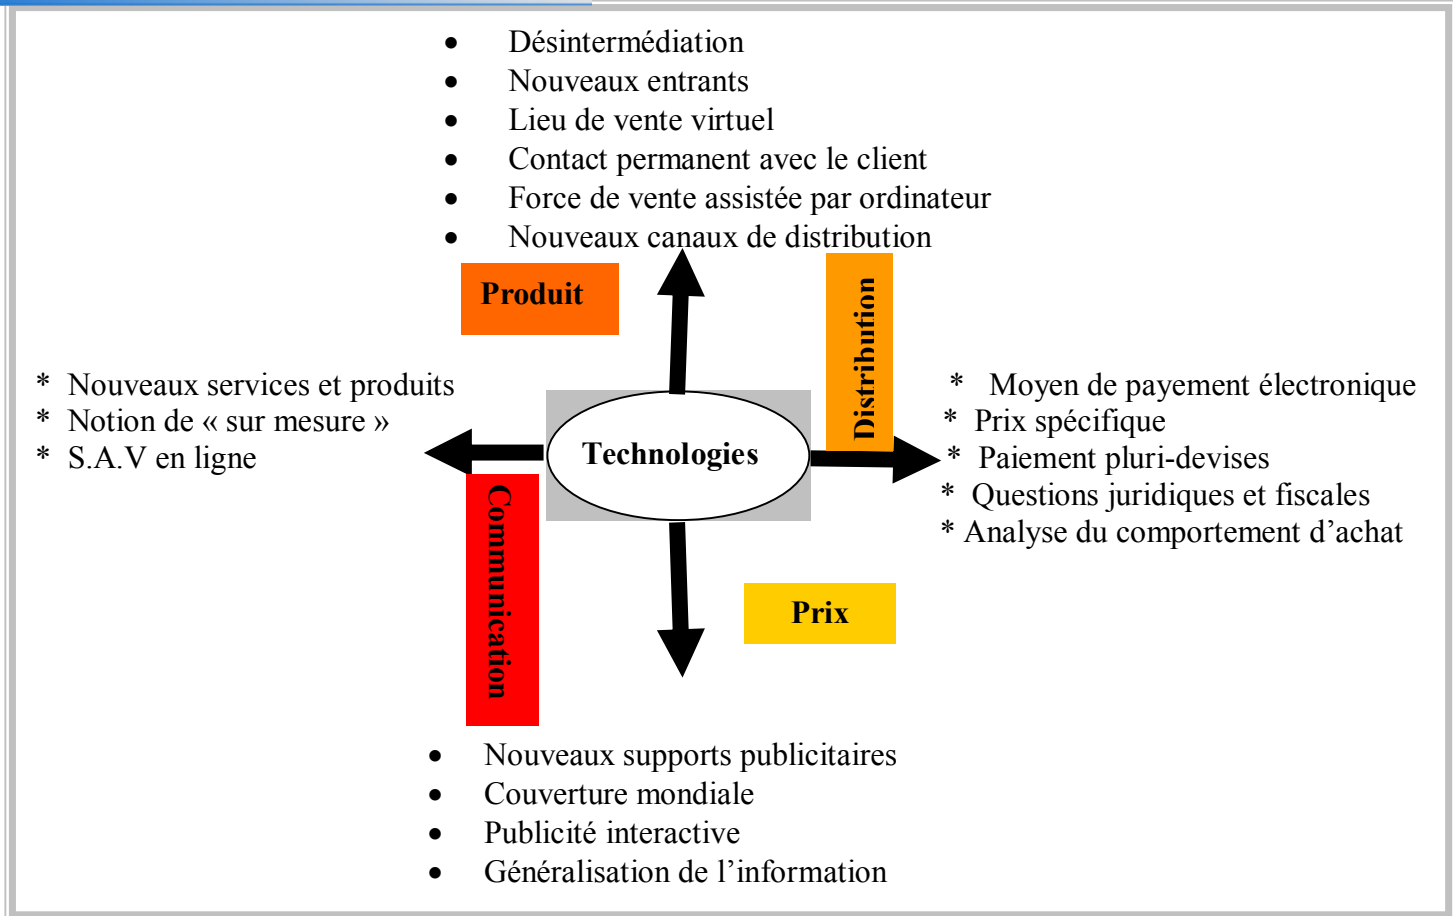 • Désintermédiation
• Nouveaux entrants
• Lieu de vente virtuel
• Contact permanent avec le client
• Force de vente assistée par ordinateur
• Nouveaux canaux de distribution
Produit
Distribution
* Nouveaux services et produits
* Notion de « sur mesure »
* S.A.V en ligne
Technologies
* Moyen de payement électronique
* Prix spécifique
* Paiement pluri-devises
* Questions juridiques et fiscales
* Analyse du comportement d’achat
Communication
Prix
• Nouveaux supports publicitaires
• Couverture mondiale
• Publicité interactive
• Généralisation de l’information